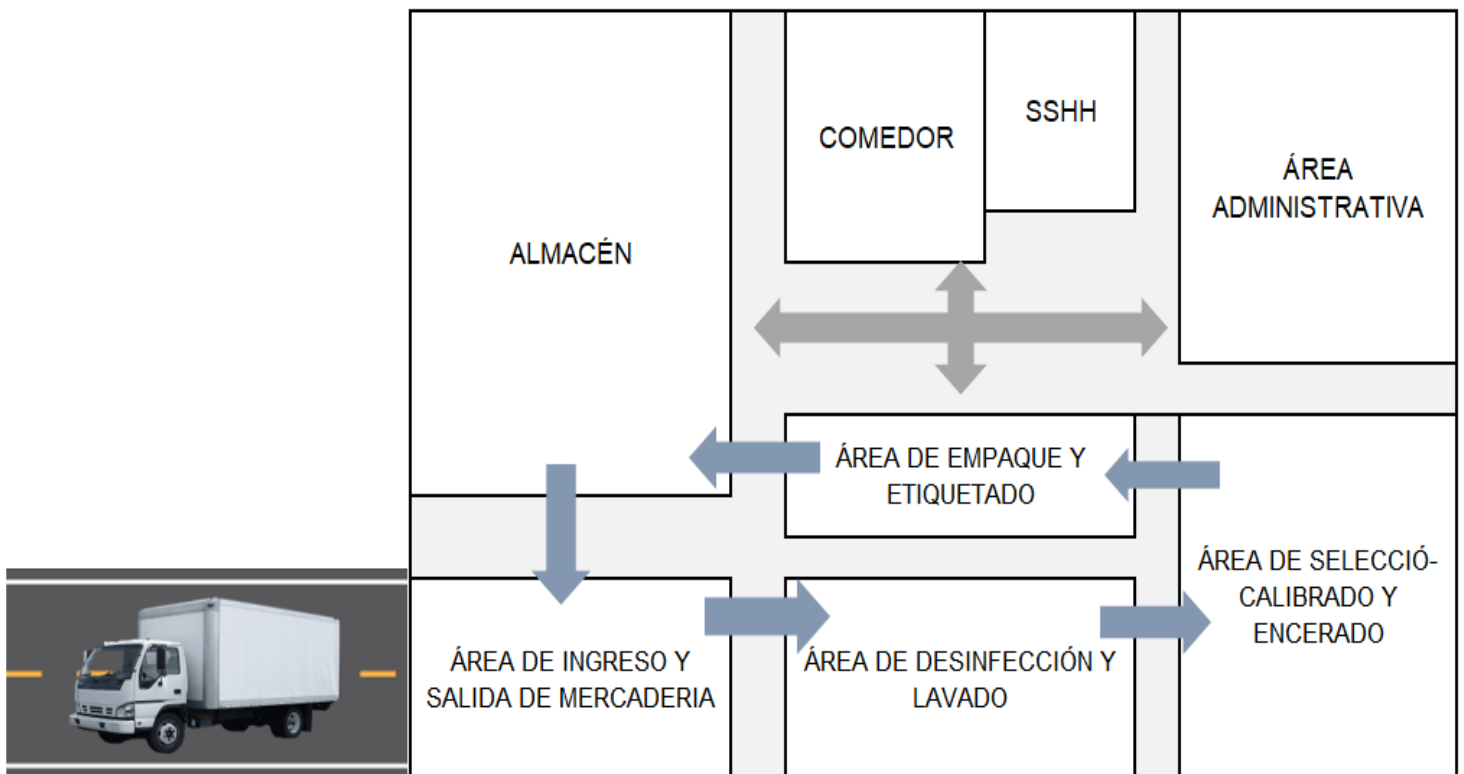 COMEDOR
SSHH
ÁREA
ADMINISTRATIVA
ALMACÉN
ÁREA DE EMPAQUE Y
ETIQUETADO
ÁREA DE SELECCIÓ-
CALIBRADO Y
ENCERADO
ÁREA DE INGRESO Y
SALIDA DE MERCADERIA
ÁREA DE DESINFECCIÓN Y
LAVADO